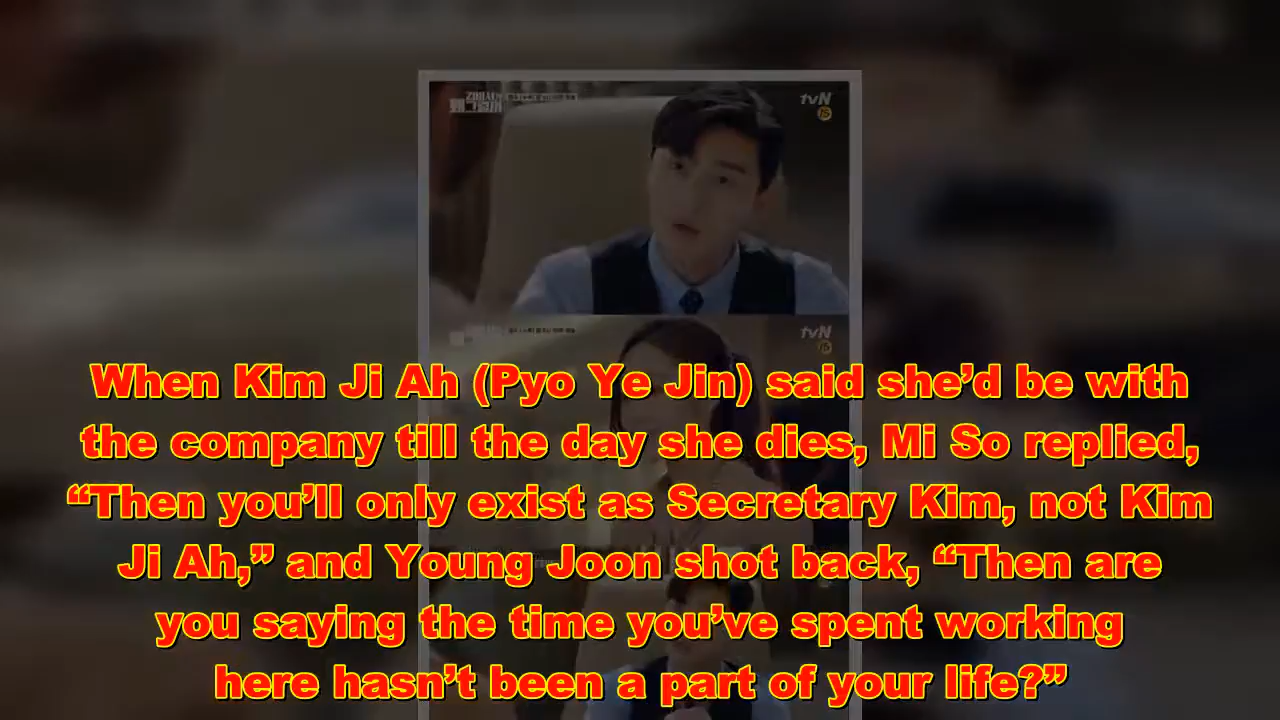 tvN
15
tvN
15
When Kim Ji Ah (Pyo Ye Jin) said she’d be with
the company till the day she dies, Mi So replied,
“Then you’ll only exist as Secretary Kim, not Kim
Ji Ah,” and Young Joon shot back, “Then are
you saying the time you’ve spent working
here hasn’t been a part of your life?”